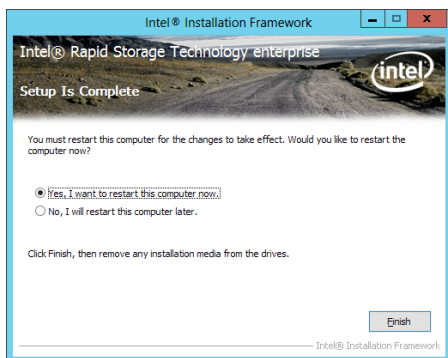 Intel® Installation Framework
Intel® Rapid Storage Technology enterprise
intel
Setup Is Complete
You must restart this computer for the changes to take effect. Would you like to restart the
computer now?
Yes, I want to restart this computer now.
No, I will restart this computer later.
Click Finish, then remove any installation media from the drives.
Finish
Intel® Installation Framework